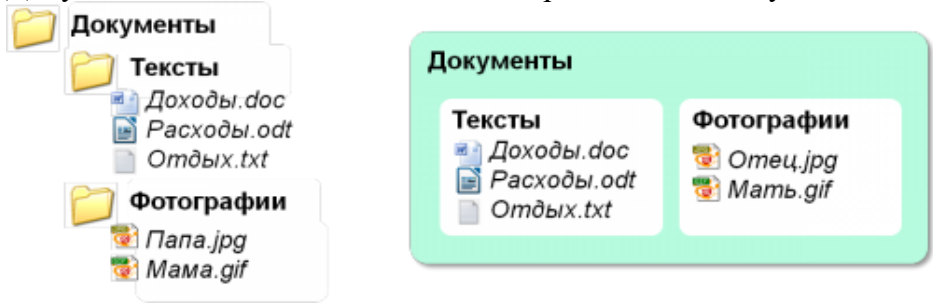 Документы
Тексты
Доходы.doc
Расходы.odt
Отдых.txt
Фотографии
Папа.jpg
Мама.gif
Документы
Тексты
Доходы.doc
Расходы.odt
Отдых.txt
Фотографии
Отец.jpg
Мать.gif